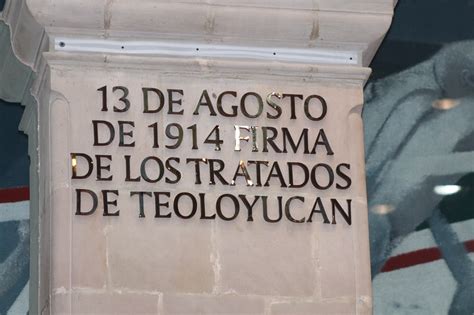 13 DE AGOSTO
DE 1914 FIRMA
DE LOS TRATADOS
DE TEOLOYUCAN